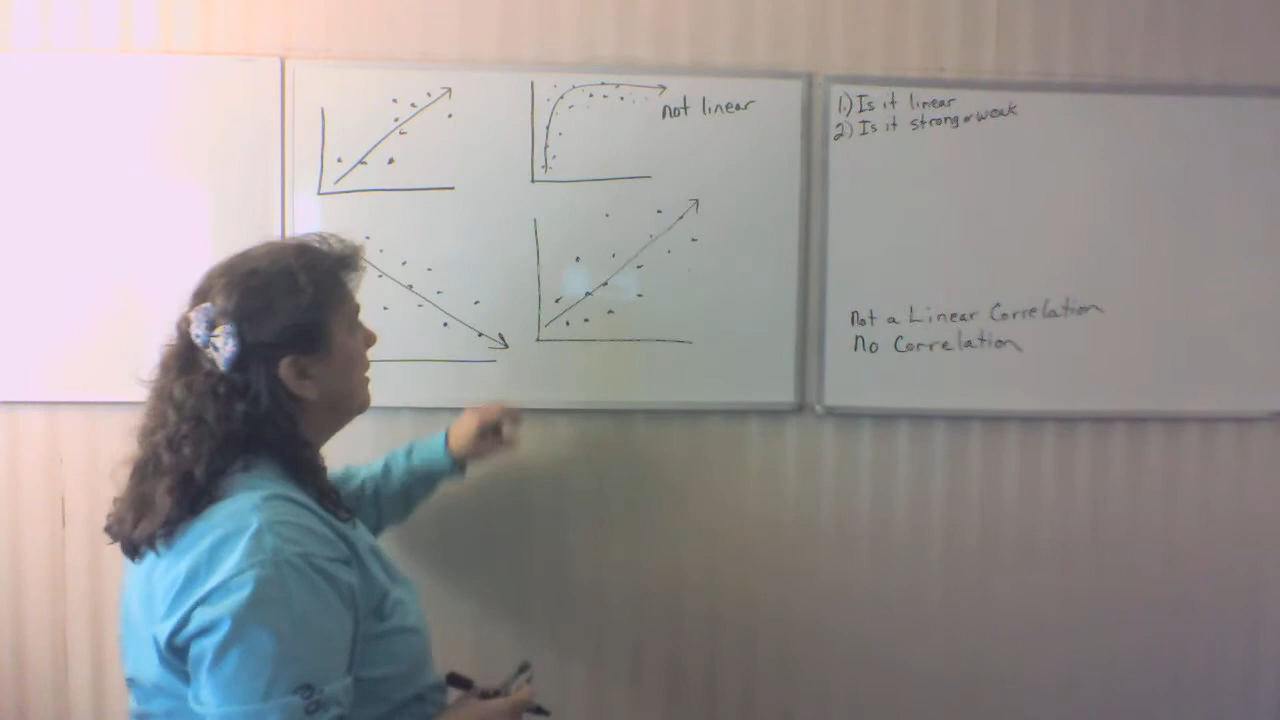 not linear
1.) Is it linear
2.) Is it strong or weak
Not a Linear Correlation
No Correlation